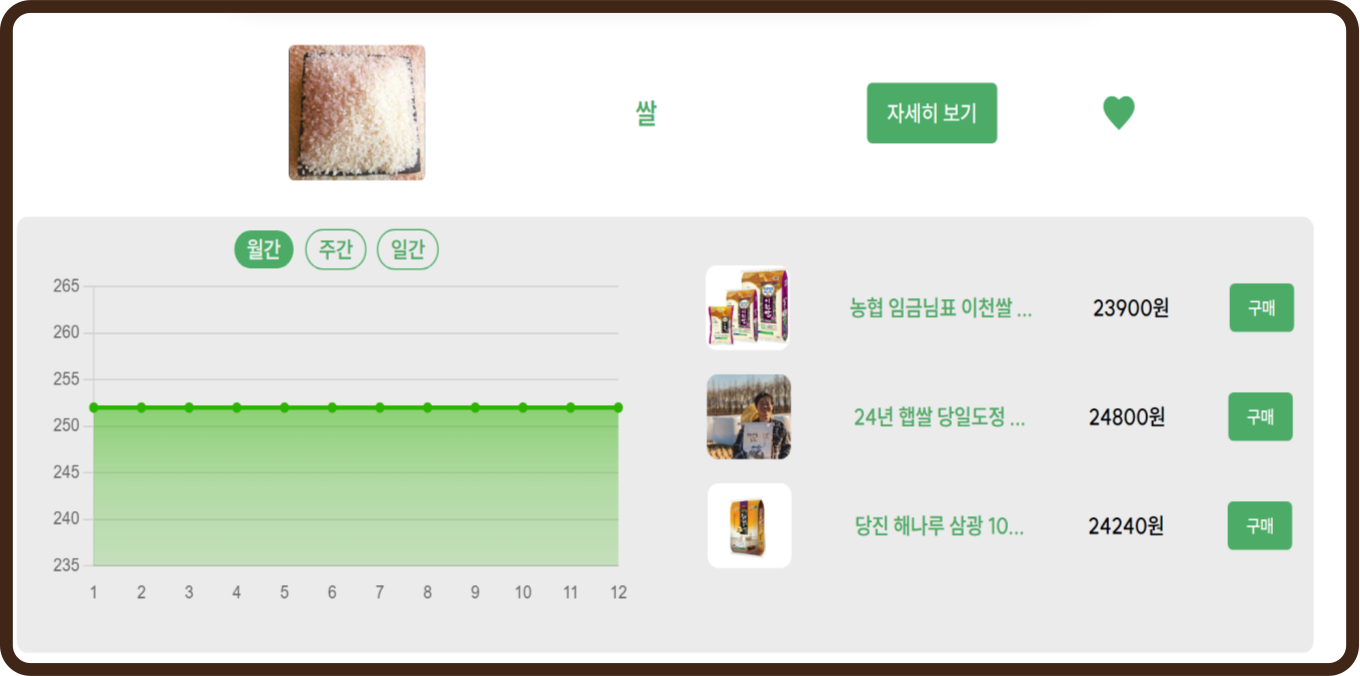 쌀
자세히 보기
월간 주간 일간
265
260
255
250
245
240
235
1 2 3 4 5 6 7 8 9 10 11 12
농협 임금님표 이천쌀 ... 23900원 구매
24년 햅쌀 당일도정 ... 24800원 구매
당진 해나루 삼광 10... 24240원 구매